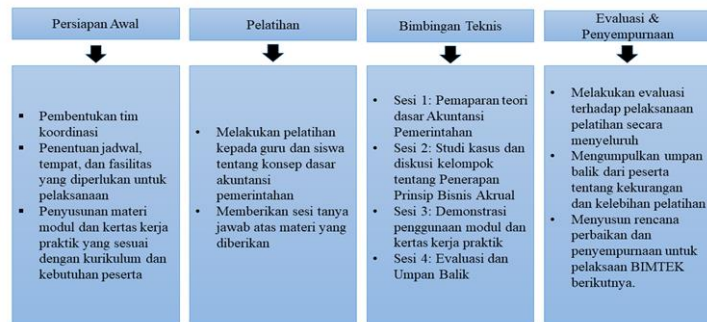 Persiapan Awal
Pembentukan tim
koordinasi
Penentuan jadwal,
tempat, dan fasilitas
yang diperlukan untuk
pelaksanaan
Penyusunan materi
modul dan kertas kerja
praktik yang sesuai
dengan kurikulum dan
kebutuhan peserta
Pelatihan
Melakukan pelatihan
kepada guru dan siswa
tentang konsep dasar
akuntansi
pemerintahan
Memberikan sesi tanya
jawab atas materi yang
diberikan
Bimbingan Teknis
Sesi 1: Pemaparan teori
dasar Akuntansi
Pemerintahan
Sesi 2: Studi kasus dan
diskusi kelompok
tentang Penerapan
Prinsip Bisnis Akrual
Sesi 3: Demonstrasi
penggunaan modul dan
kertas kerja praktik
Sesi 4: Evaluasi dan
Umpan Balik
Evaluasi &
Penyempurnaan
Melakukan evaluasi
terhadap pelaksanaan
pelatihan secara
menyeluruh
Mengumpulkan umpan
balik dari peserta
tentang kekurangan
dan kelebihan pelatihan
Menyusun rencana
perbaikan dan
penyempurnaan untuk
pelaksaan BIMTEK
berikutnya.